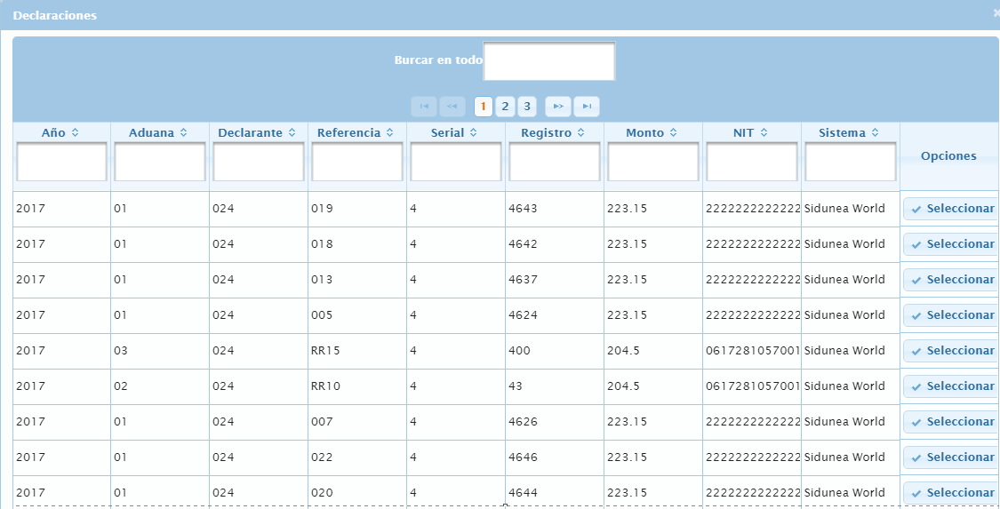 Declaraciones
Burcar en todo
1 2 3
Año Aduana Declarante Referencia Serial Registro Monto NIT Sistema Opciones
2017 01 024 019 4 4643 223.15 2222222222222 Sidunea World Seleccionar
2017 01 024 018 4 4642 223.15 2222222222222 Sidunea World Seleccionar
2017 01 024 013 4 4637 223.15 2222222222222 Sidunea World Seleccionar
2017 01 024 005 4 4624 223.15 2222222222222 Sidunea World Seleccionar
2017 03 024 RR15 4 400 204.5 0617281057001 Sidunea World Seleccionar
2017 02 024 RR10 4 43 204.5 0617281057001 Sidunea World Seleccionar
2017 01 024 007 4 4626 223.15 2222222222222 Sidunea World Seleccionar
2017 01 024 022 4 4646 223.15 2222222222222 Sidunea World Seleccionar
2017 01 024 020 4 4644 223.15 2222222222222 Sidunea World Seleccionar